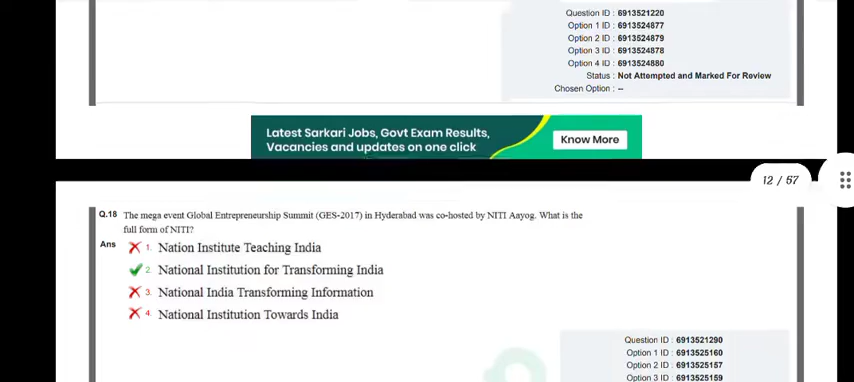 Question ID : 6913521220
Option 1 ID : 6913524877
Option 2 ID : 6913524879
Option 3 ID : 6913524878
Option 4 ID : 6913524880
Status : Not Attempted and Marked For Review
Chosen Option : --
Latest Sarkari Jobs, Govt Exam Results,
Vacancies and updates on one click
Know More
12 / 57
Q.18 The mega event Global Entrepreneurship Summit (GES-2017) in Hyderabad was co-hosted by NITI Aayog. What is the
full form of NITI?
Ans 1. Nation Institute Teaching India
2. National Institution for Transforming India
3. National India Transforming Information
4. National Institution Towards India
Question ID : 6913521290
Option 1 ID : 6913525160
Option 2 ID : 6913525157
Option 3 ID : 6913525159